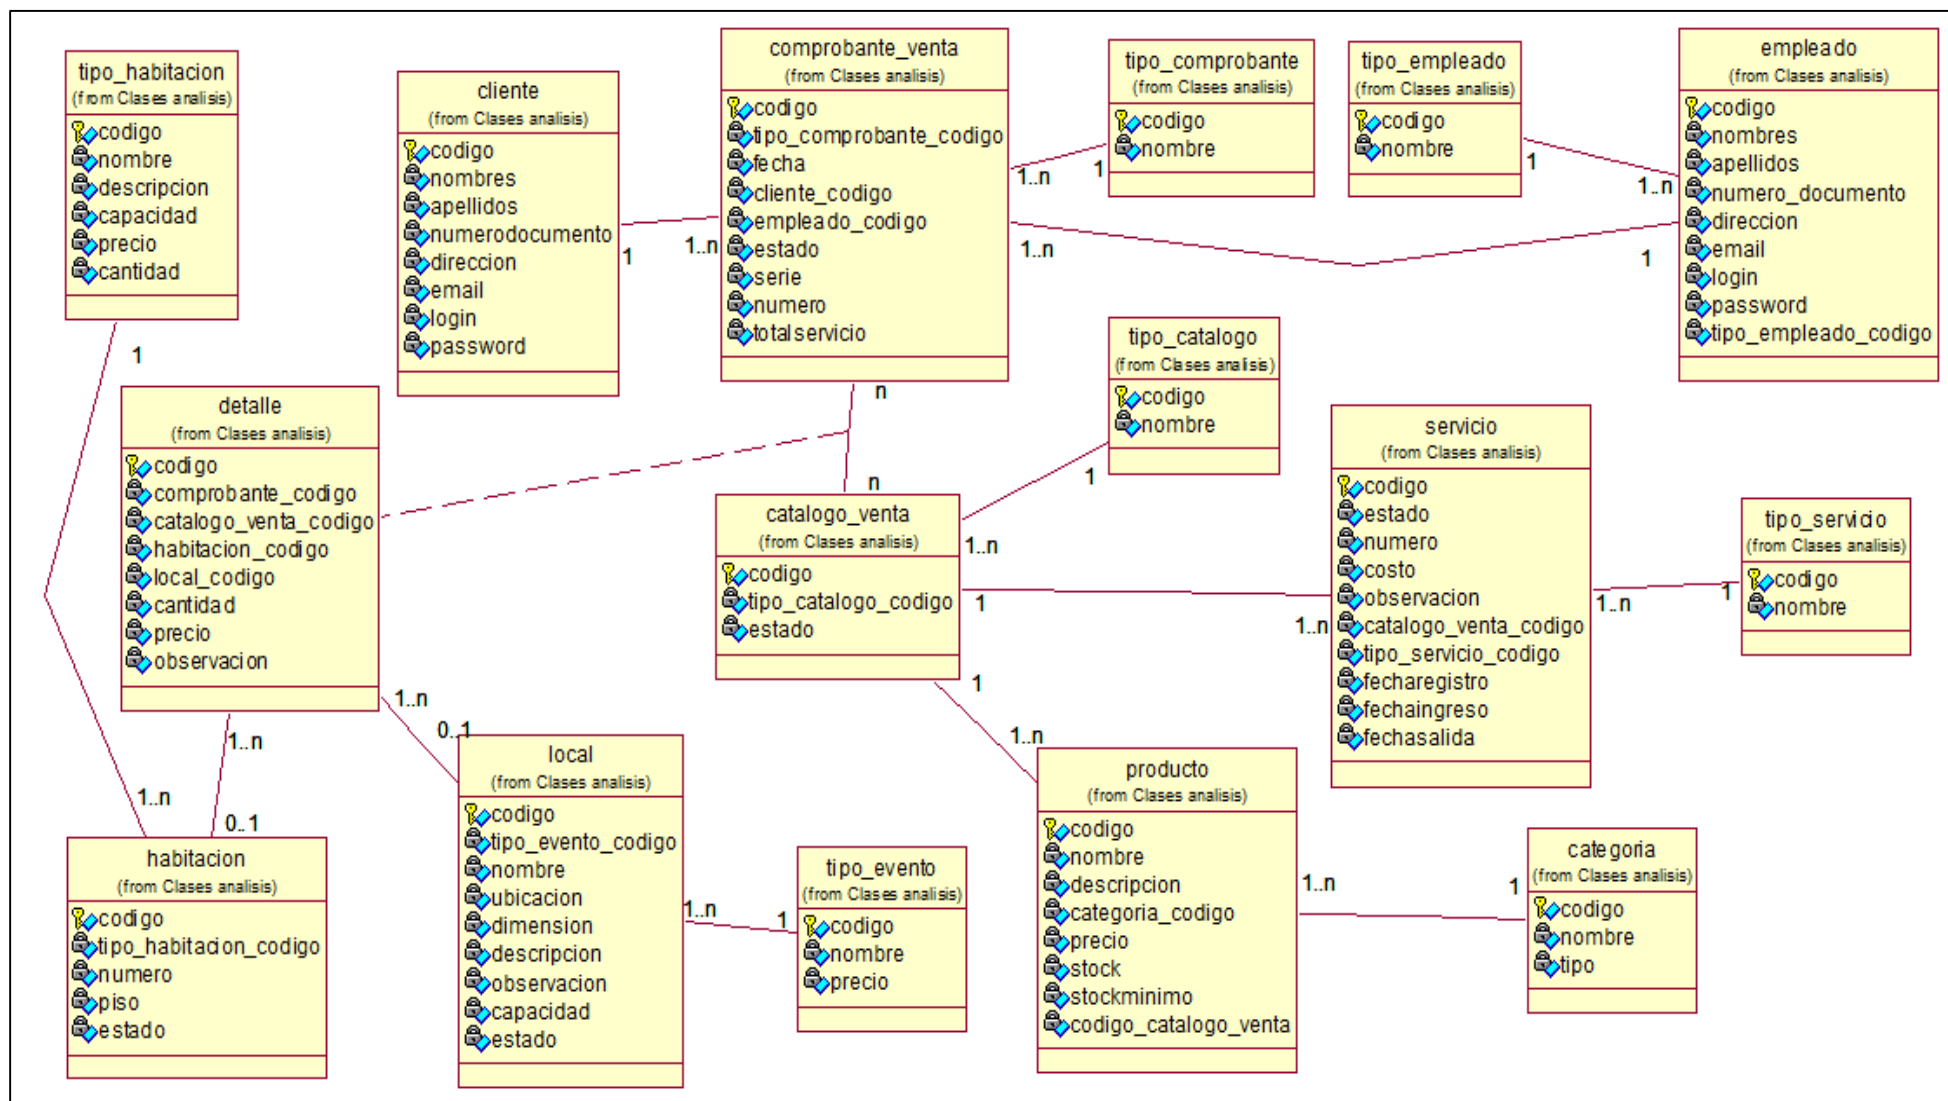 tipo_habitacion
(from Clases analisis)
codigo
nombre
descripcion
capacidad
precio
cantidad
cliente
(from Clases analisis)
codigo
nombres
apellidos
numerodocumento
direccion
email
login
password
comprobante_venta
(from Clases analisis)
codigo
tipo_comprobante_codigo
fecha
cliente_codigo
empleado_codigo
estado
serie
numero
totalservicio
tipo_comprobante
(from Clases analisis)
codigo
nombre
tipo_empleado
(from Clases analisis)
codigo
nombre
empleado
(from Clases analisis)
codigo
nombres
apellidos
numero_documento
direccion
email
login
password
tipo_empleado_codigo
1
1..n
1..n
1
1
1..n
1..n
1
1
1..n
0..1
1..n
1..n
0..1
n
n
detalle
(from Clases analisis)
codigo
comprobante_codigo
catalogo_venta_codigo
habitacion_codigo
local_codigo
cantidad
precio
observacion
tipo_catalogo
(from Clases analisis)
codigo
nombre
1
1..n
catalogo_venta
(from Clases analisis)
codigo
tipo_catalogo_codigo
estado
1
1..n
1
1..n
servicio
(from Clases analisis)
codigo
estado
numero
costo
observacion
catalogo_venta_codigo
tipo_servicio_codigo
fecharegistro
fechaingreso
fechasalida
1..n
1
tipo_servicio
(from Clases analisis)
codigo
nombre
habitacion
(from Clases analisis)
codigo
tipo_habitacion_codigo
numero
piso
estado
local
(from Clases analisis)
codigo
tipo_evento_codigo
nombre
ubicacion
dimension
descripcion
observacion
capacidad
estado
1..n
1
tipo_evento
(from Clases analisis)
codigo
nombre
precio
producto
(from Clases analisis)
codigo
nombre
descripcion
categoria_codigo
precio
stock
stockminimo
codigo_catalogo_venta
1..n
1
categoria
(from Clases analisis)
codigo
nombre
tipo